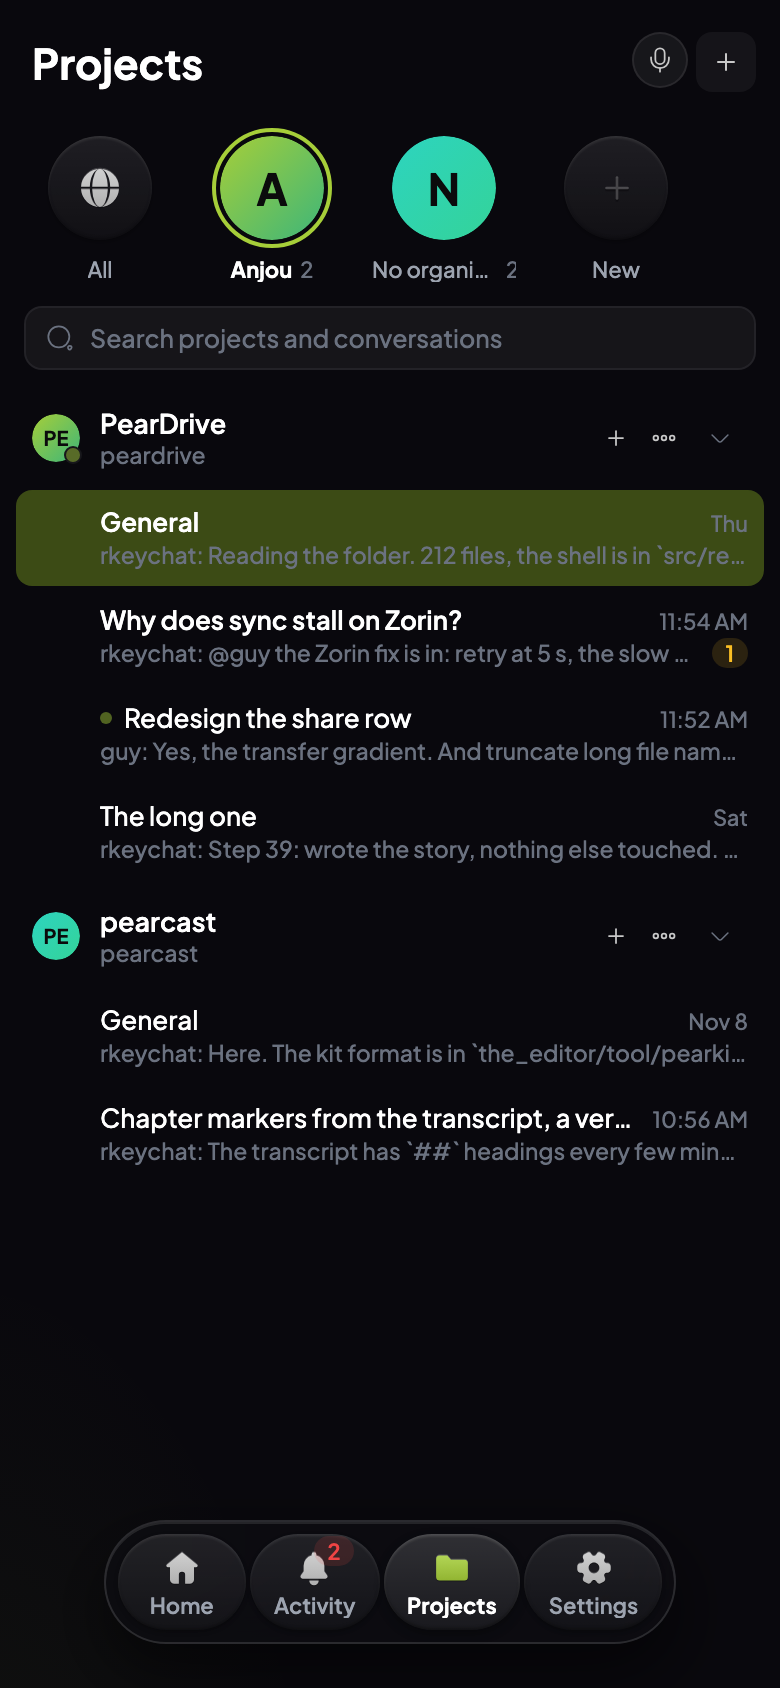 Projects
A
N
All
Anjou 2
No organi... 2
New
Search projects and conversations
PE
PearDrive
peardrive
General
Thu
rkeychat: Reading the folder. 212 files, the shell is in `src/re...
Why does sync stall on Zorin?
11:54 AM
rkeychat: @guy the Zorin fix is in: retry at 5 s, the slow ...
1
Redesign the share row
11:52 AM
guy: Yes, the transfer gradient. And truncate long file nam...
The long one
Sat
rkeychat: Step 39: wrote the story, nothing else touched. ...
PE
pearcast
pearcast
General
Nov 8
rkeychat: Here. The kit format is in `the_editor/tool/pearki...
Chapter markers from the transcript, a ver...
10:56 AM
rkeychat: The transcript has `##` headings every few min...
2
Home
Activity
Projects
Settings